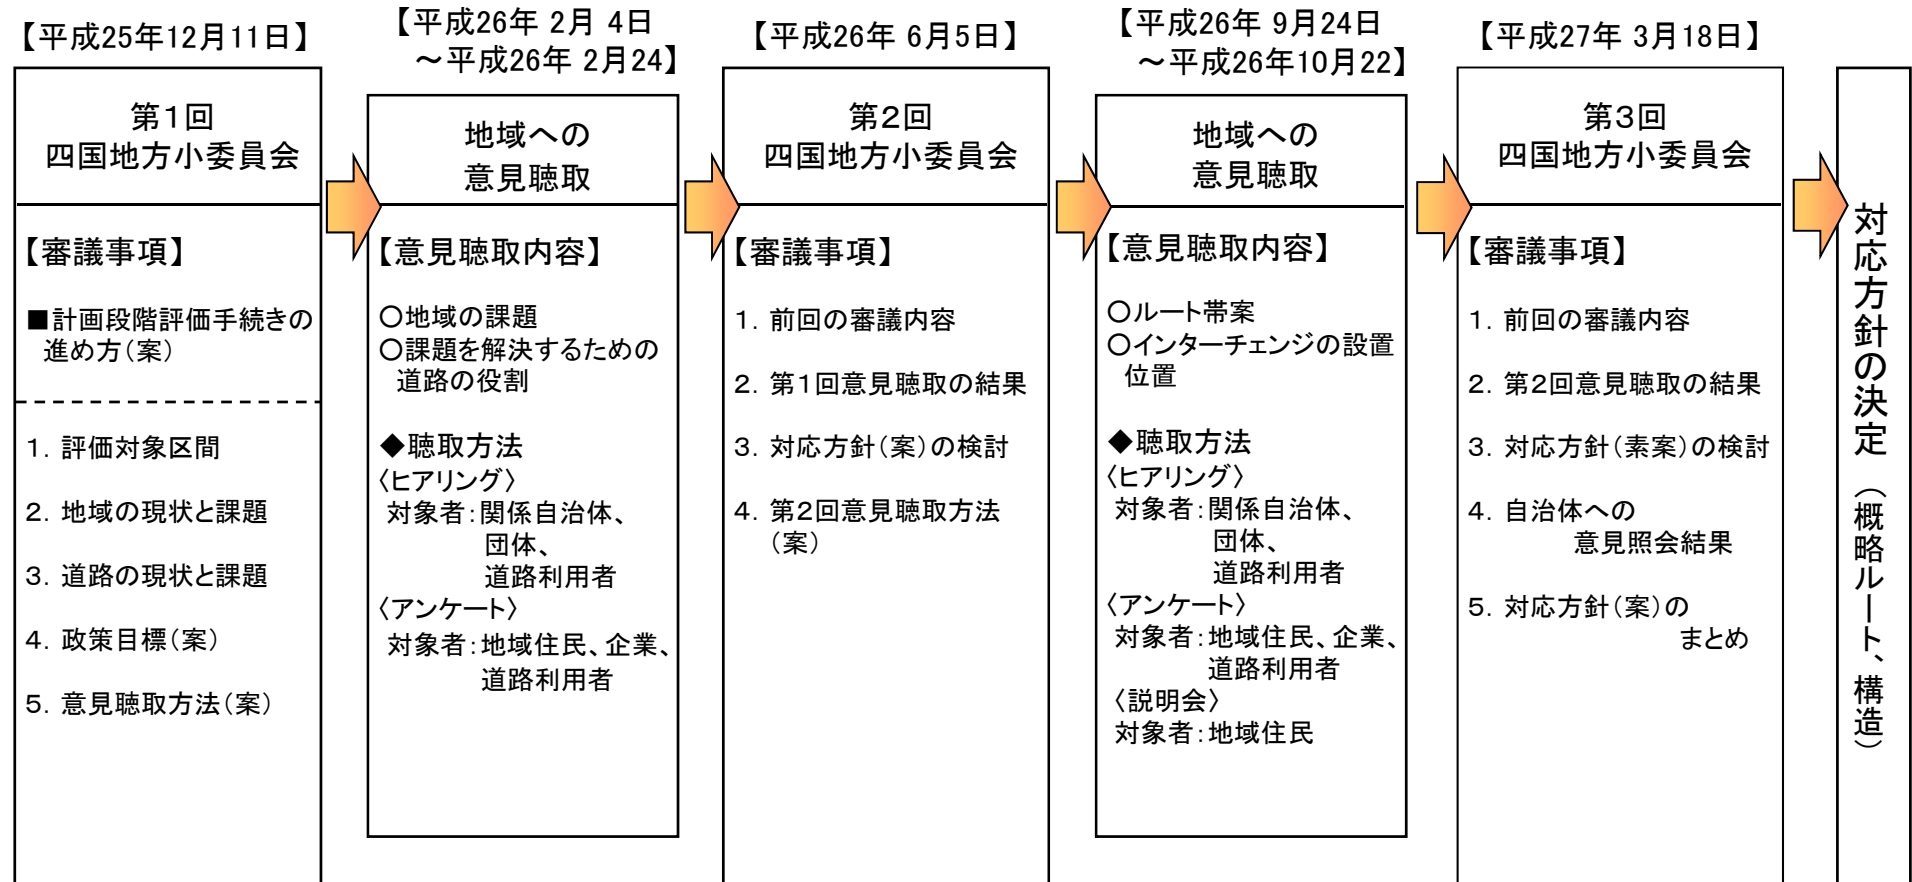 【平成25年12月11日】
第1回
四国地方小委員会
【審議事項】
■計画段階評価手続きの
進め方(案)
1. 評価対象区間
2. 地域の現状と課題
3. 道路の現状と課題
4. 政策目標(案)
5. 意見聴取方法(案)
【平成26年 2月 4日
～平成26年 2月24】
地域への
意見聴取
【意見聴取内容】
○地域の課題
○課題を解決するための
道路の役割
◆聴取方法
〈ヒアリング〉
対象者:関係自治体、
団体、
道路利用者
〈アンケート〉
対象者:地域住民、企業、
道路利用者
【平成26年 6月5日】
第2回
四国地方小委員会
【審議事項】
1. 前回の審議内容
2. 第1回意見聴取の結果
3. 対応方針(案)の検討
4. 第2回意見聴取方法
(案)
【平成26年 9月24日
～平成26年10月22】
地域への
意見聴取
【意見聴取内容】
○ルート帯案
○インターチェンジの設置
位置
◆聴取方法
〈ヒアリング〉
対象者:関係自治体、
団体、
道路利用者
〈アンケート〉
対象者:地域住民、企業、
道路利用者
〈説明会〉
対象者:地域住民
【平成27年 3月18日】
第3回
四国地方小委員会
【審議事項】
1. 前回の審議内容
2. 第2回意見聴取の結果
3. 対応方針(素案)の検討
4. 自治体への
意見照会結果
5. 対応方針(案)の
まとめ
対応方針の決定(概略ルート、構造)